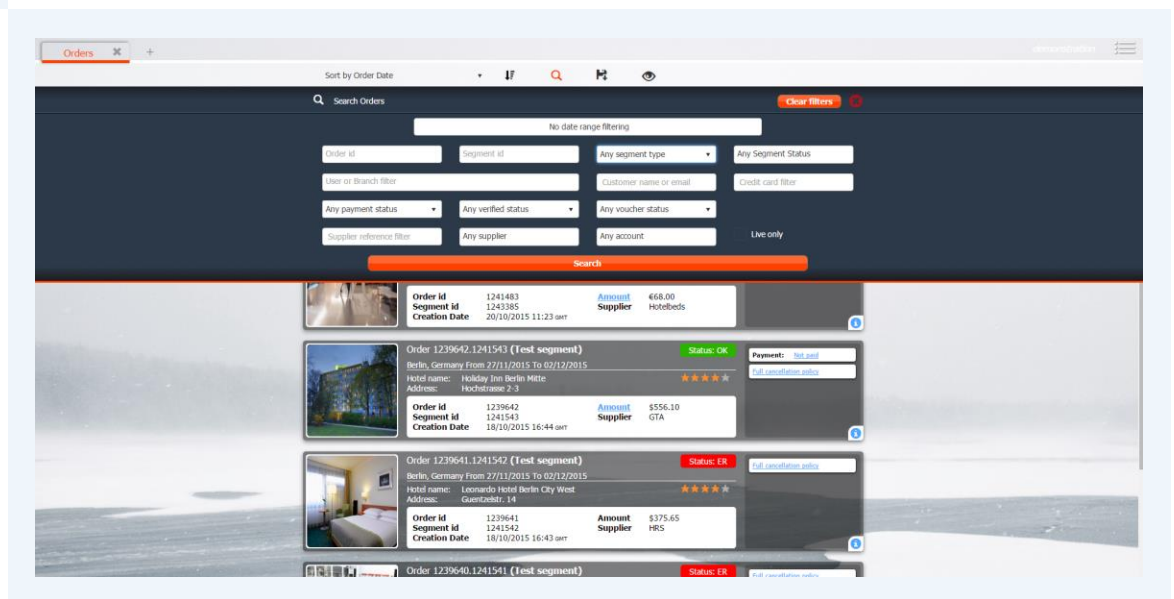 Orders ✖ +
Sort by Order Date
Search Orders Clear filters
No date range filtering
Order id Segment id Any segment type Any Segment Status
User or Branch filter Customer name or email Credit card filter
Any payment status Any verified status Any voucher status
Supplier reference filter Any supplier Any account Live only
Search
Order id 1241483 Amount €68.00
Segment id 1243385 Supplier Hotelbeds
Creation Date 20/10/2015 11:23 GMT
Order 1239642.1241543 (Test segment) Status: OK Payment: Not paid
Berlin, Germany From 27/11/2015 To 02/12/2015 Full cancellation policy
Hotel name: Holiday Inn Berlin Mitte
Address: Hochstrasse 2-3
Order id 1239642 Amount $556.10
Segment id 1241543 Supplier GTA
Creation Date 18/10/2015 16:44 GMT
Order 1239641.1241542 (Test segment) Status: ER Full cancellation policy
Berlin, Germany From 27/11/2015 To 02/12/2015
Hotel name: Leonardo Hotel Berlin City West
Address: Guentzelstr. 14
Order id 1239641 Amount $375.65
Segment id 1241542 Supplier HRS
Creation Date 18/10/2015 16:43 GMT
Order 1239640.1241541 (Test segment) Status: ER Full cancellation policy